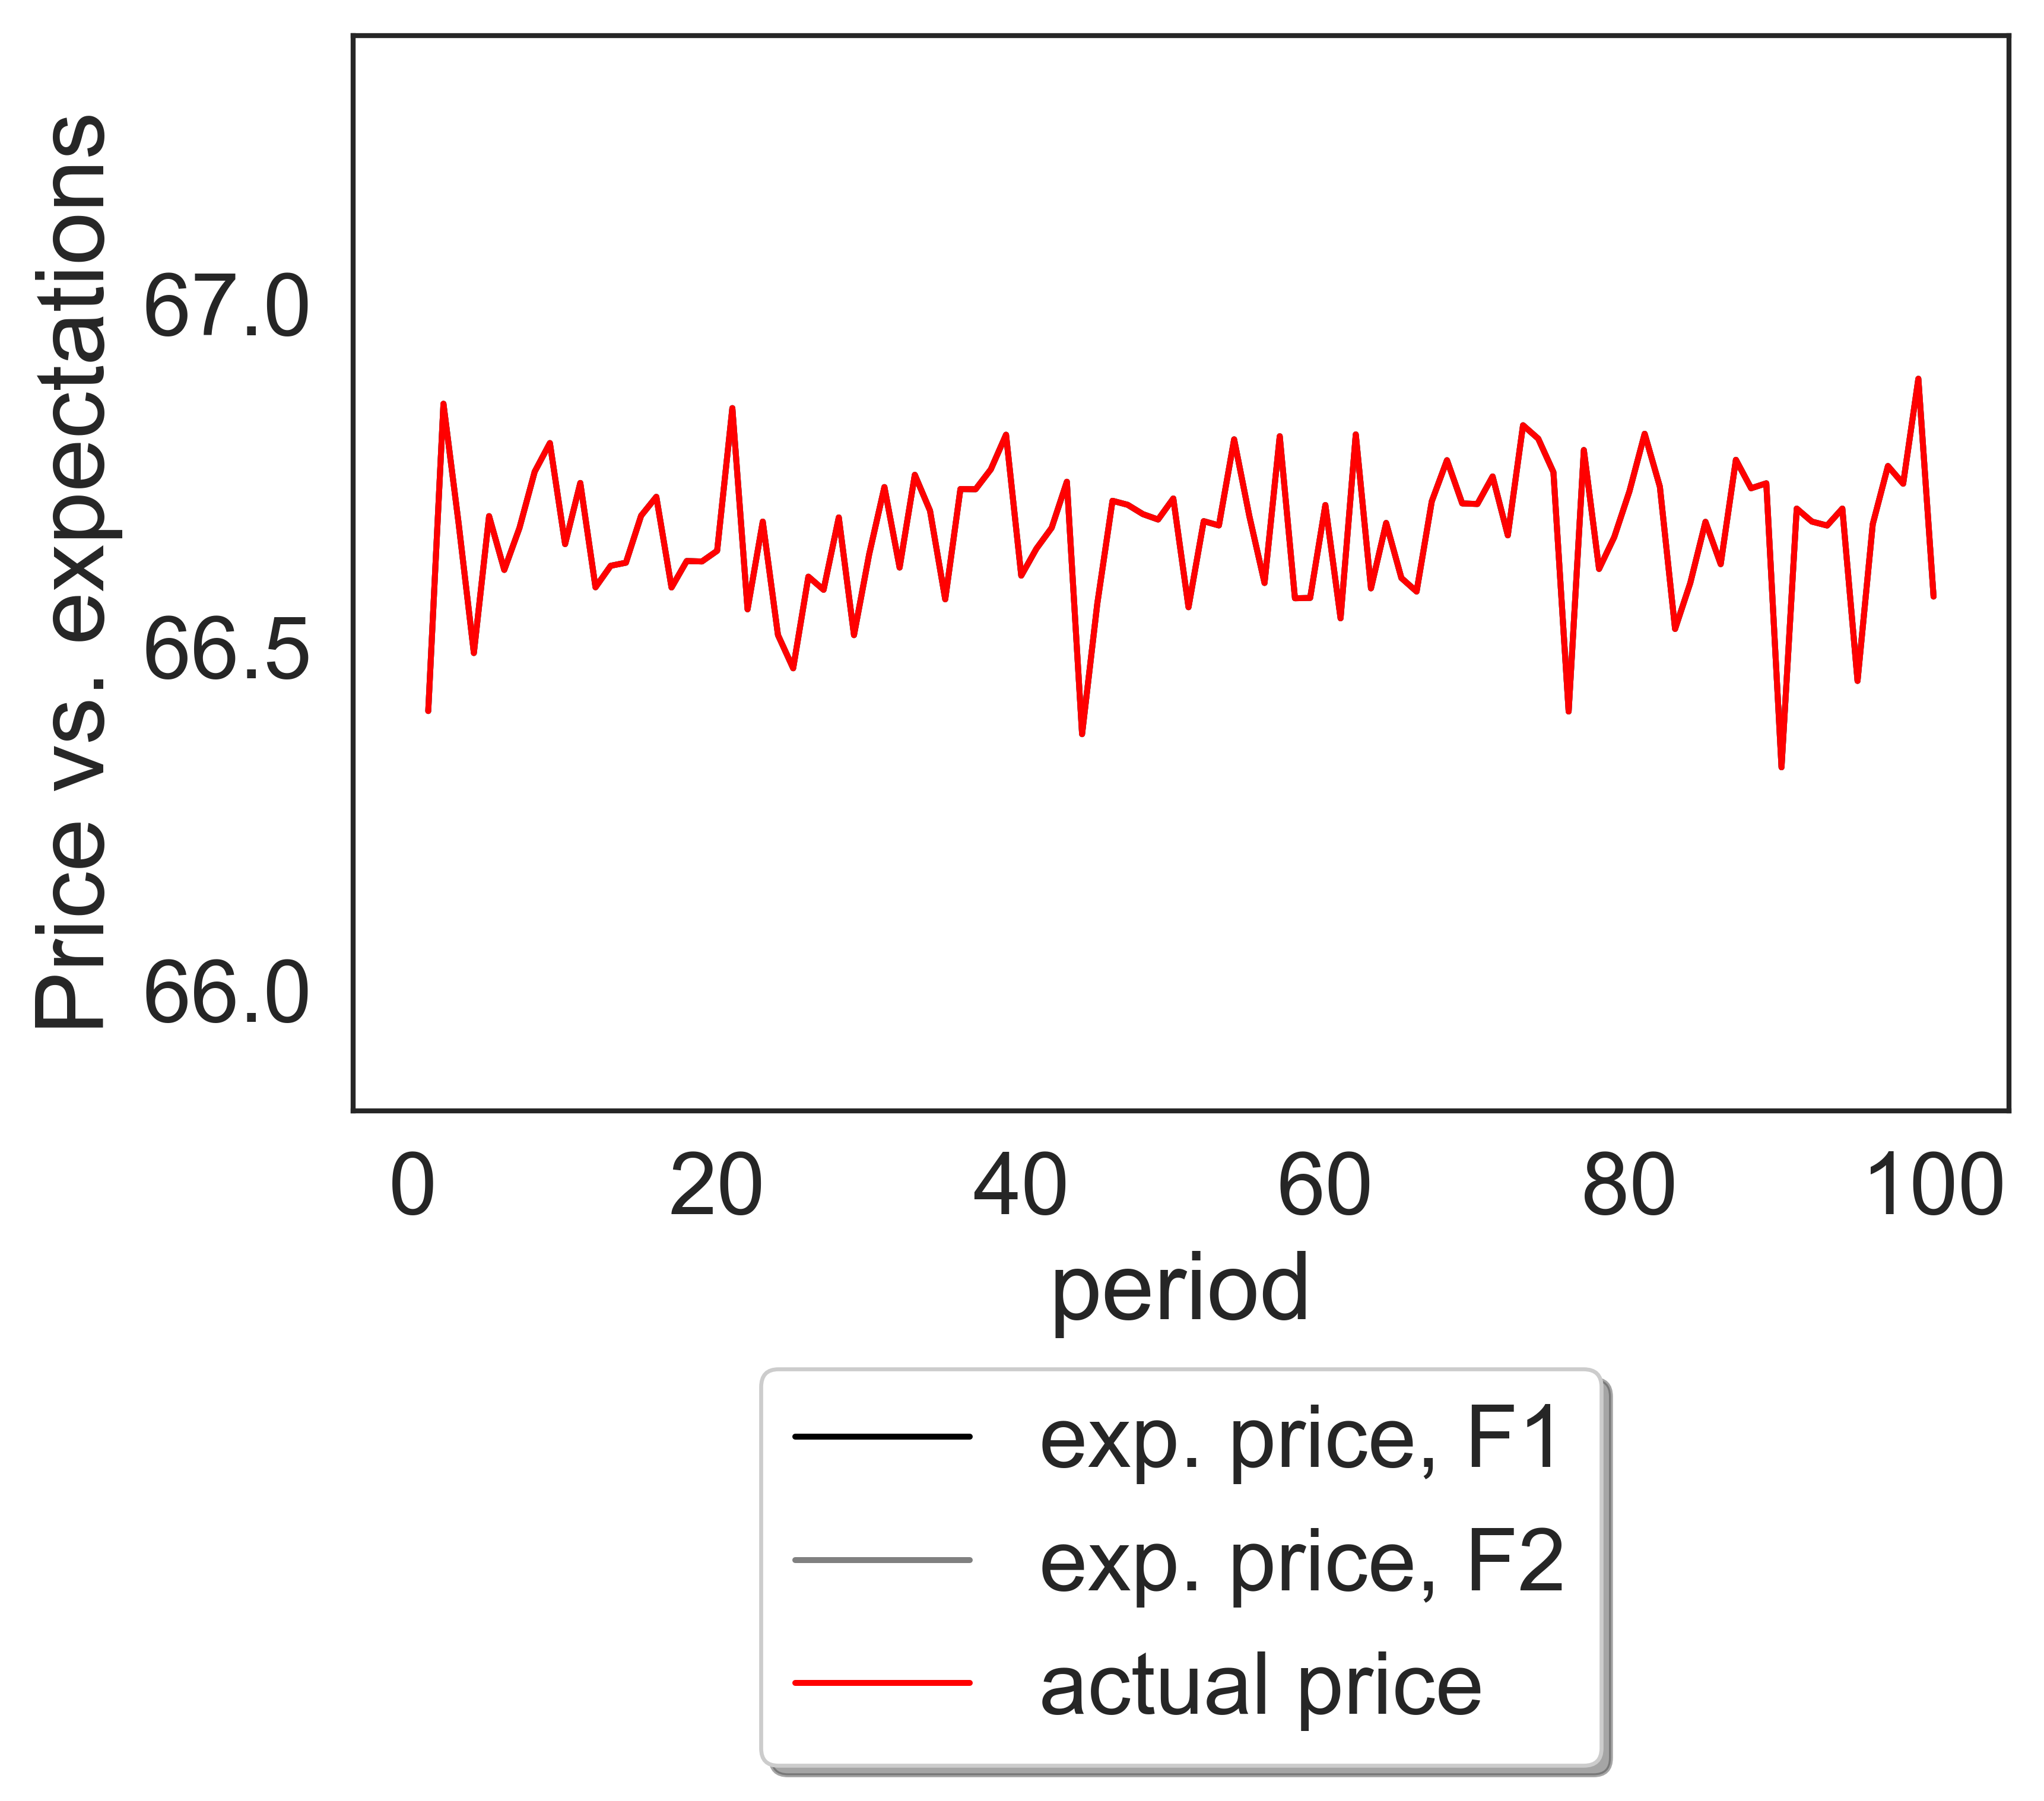 Price vs. expectations
67.0
66.5
66.0
0 20 40 60 80 100
period
exp. price, F1
exp. price, F2
actual price